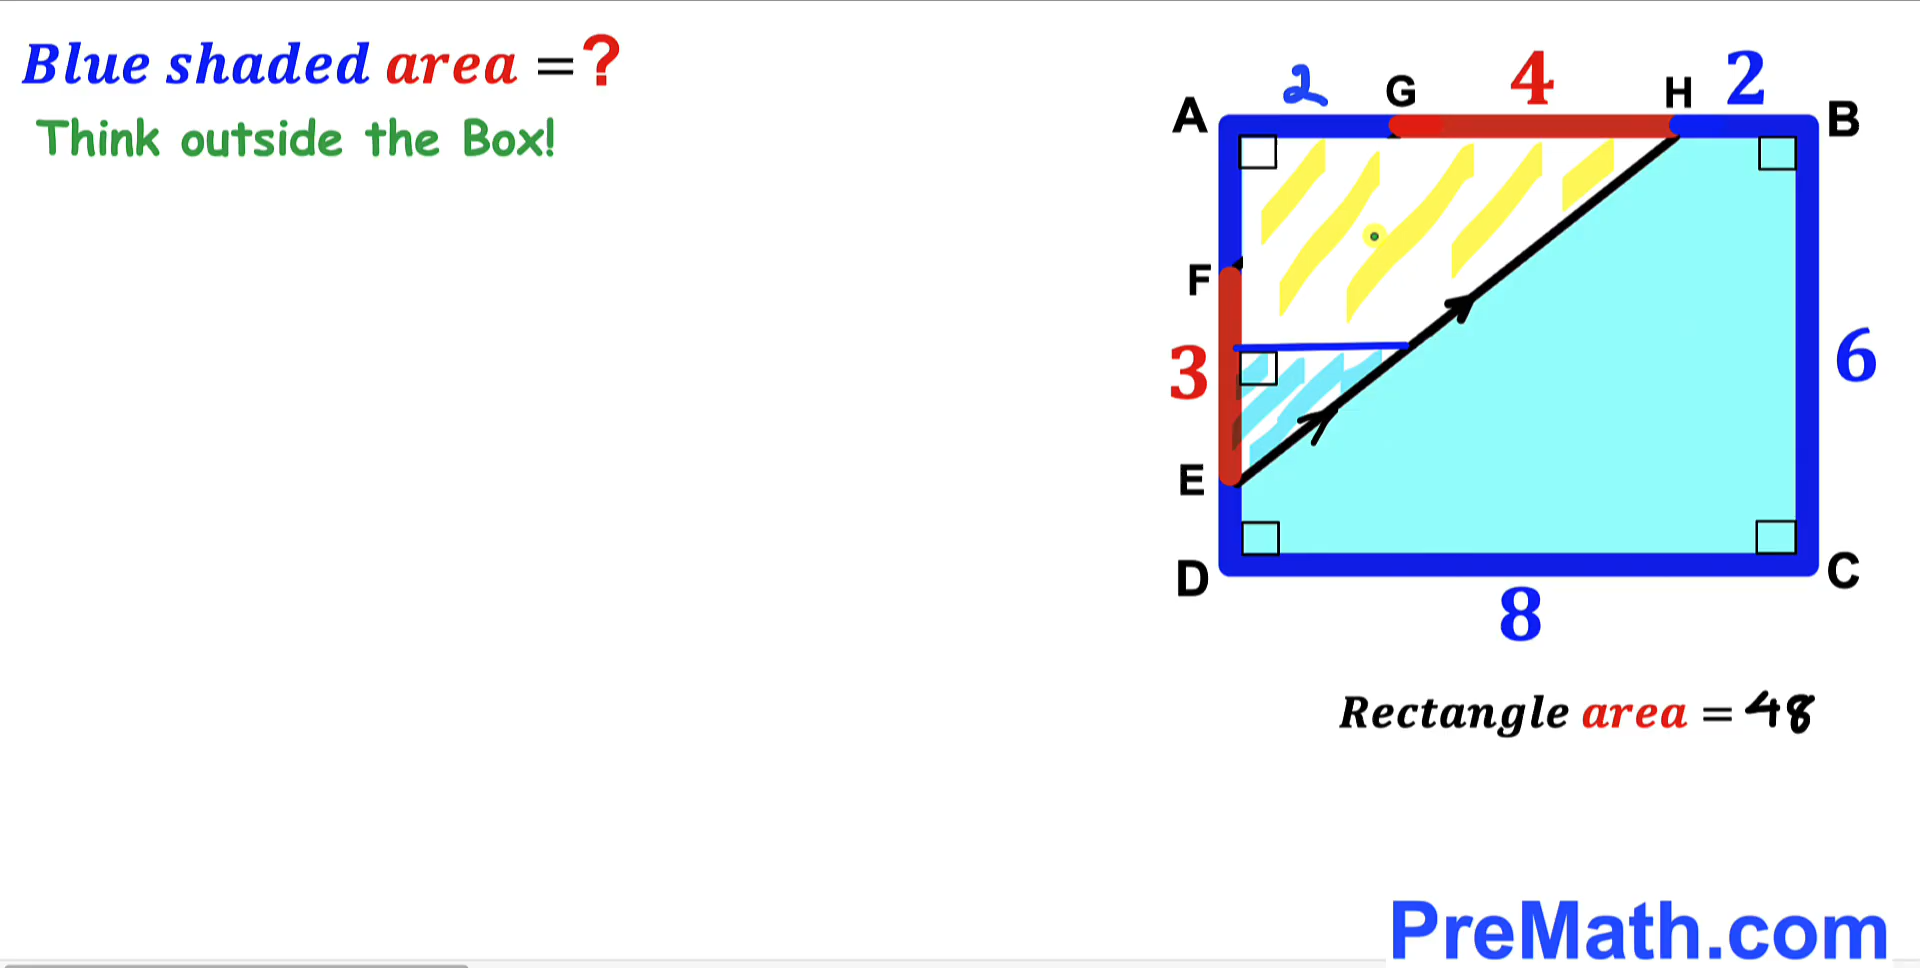 Blue shaded area = ?
Think outside the Box!
2 G 4 H 2
A B
F
3 6
E
D C
8
Rectangle area = 48
PreMath.com